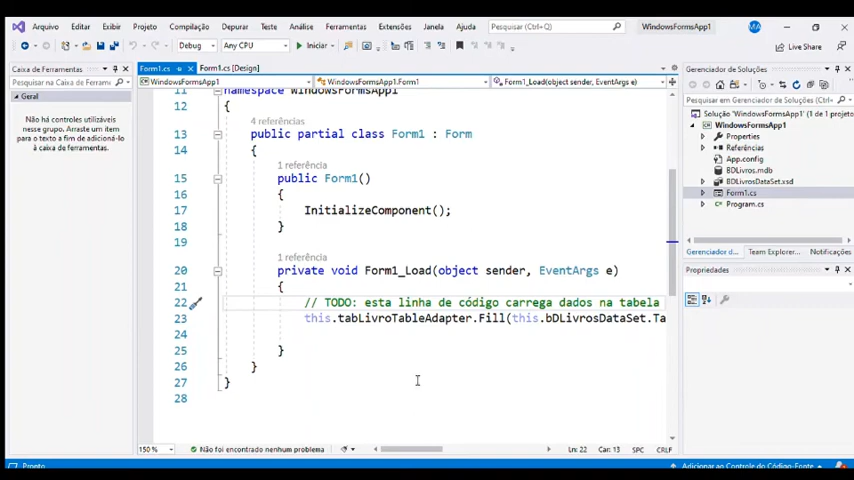 Arquivo Editar Exibir Projeto Compilação Depurar Teste Análise Ferramentas Extensões Janela Ajuda Pesquisar (Ctrl+Q) WindowsFormsApp1 MA
Debug Any CPU Iniciar Live Share
Caixa de Ferramentas
Pesquisar na Caixa de Ferramen
Geral
Não há controles utilizáveis
nesse grupo. Arraste um item
para o texto a fim de adicioná-lo
à caixa de ferramentas.
Form1.cs Form1.cs [Design]
WindowsFormsApp1 WindowsFormsApp1.Form1 Form1_Load(object sender, EventArgs e)
11 namespace WindowsFormsApp1
12 {
4 referências
13 public partial class Form1 : Form
14 {
1 referência
15 public Form1()
16 {
17 InitializeComponent();
18 }
19
1 referência
20 private void Form1_Load(object sender, EventArgs e)
21 {
22 // TODO: esta linha de código carrega dados na tabela
23 this.tabLivroTableAdapter.Fill(this.bDLivrosDataSet.Ta
24
25 }
26 }
27 }
28
150 % Não foi encontrado nenhum problema Ln: 22 Car: 13 SPC CRLF
Gerenciador de Soluções
Pesquisar em Gerenciador de Soluções
Solução 'WindowsFormsApp1' (1 de 1 projeto
WindowsFormsApp1
Properties
Referências
App.config
BDLivros.mdb
BDLivrosDataSet.xsd
Form1.cs
Program.cs
Gerenciador d... Team Explorer... Notificações
Propriedades
Pronto Adicionar ao Controle do Código-Fonte